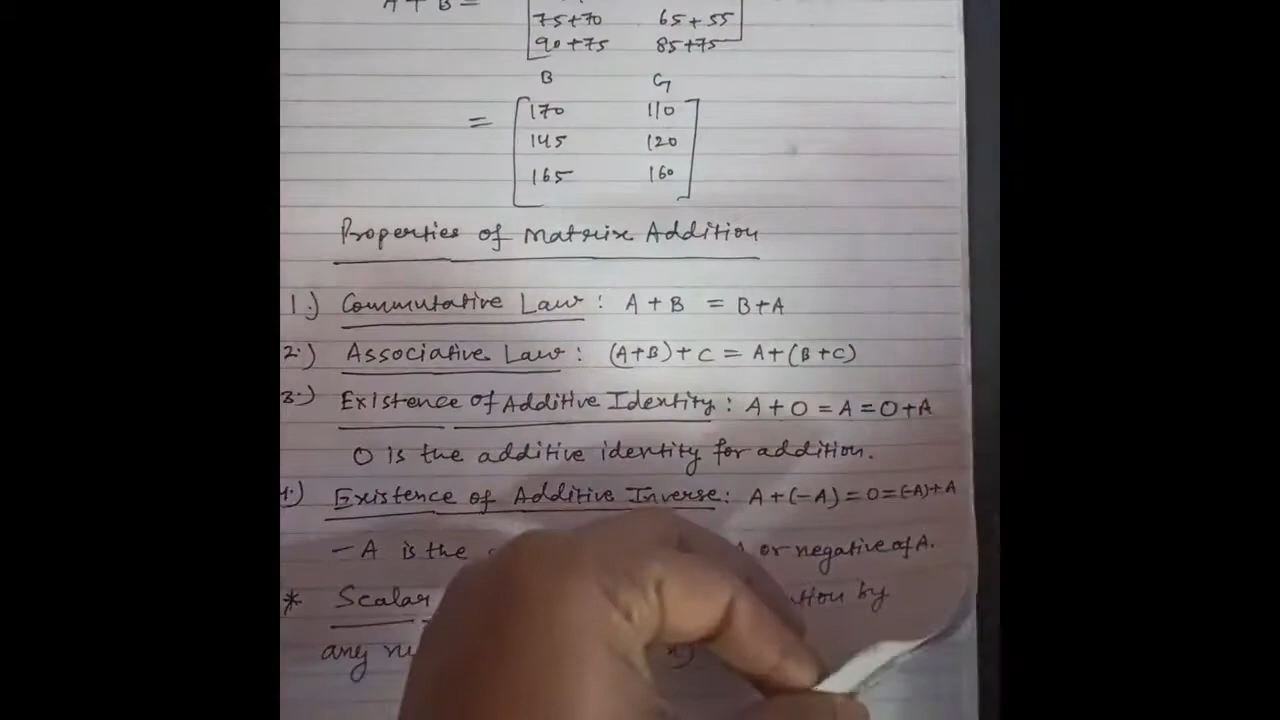 A + B =
75+70 65+55
90+75 85+75
B G
= 170 110
145 120
165 160
Properties of Matrix Addition
1.) Commutative Law : A + B = B+A
2.) Associative Law : (A+B)+C = A+(B+C)
3.) Existence of Additive Identity : A + O = A = O+A
O is the additive identity for addition.
4.) Existence of Additive Inverse : A+(-A) = O = (-A)+A
- A is the or negative of A.
* Scalar by
any